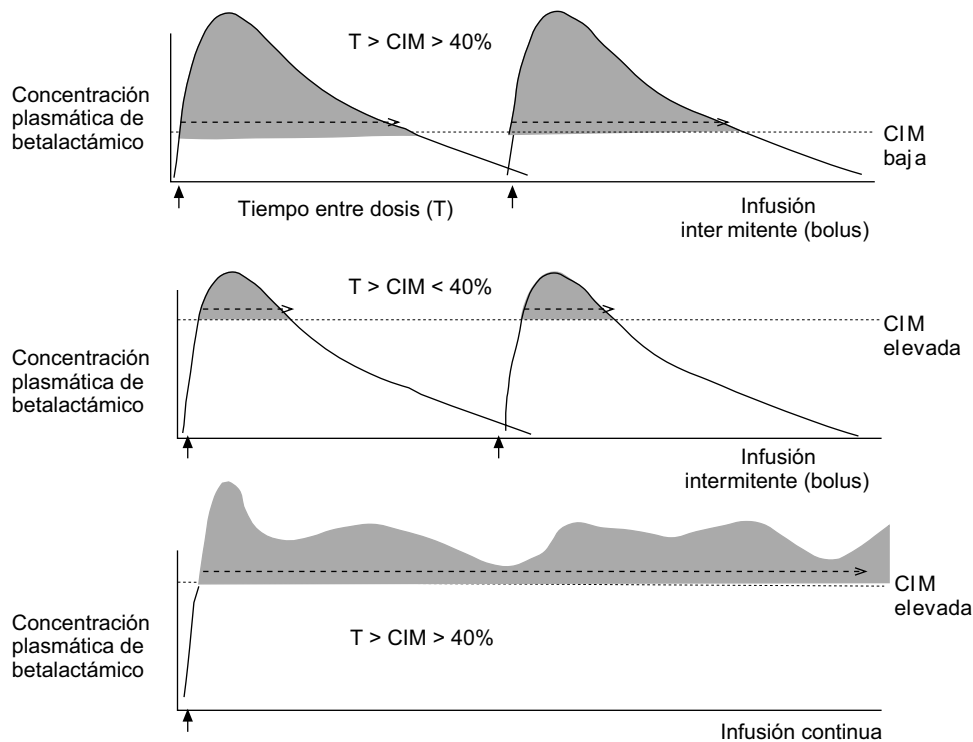 T > CIM > 40%
Concentración
plasmática de
betalactámico
CIM
baja
Tiempo entre dosis (T)
Infusión
inter mitente (bolus)
T > CIM < 40%
CIM
elevada
Concentración
plasmática de
betalactámico
Infusión
intermitente (bolus)
CIM
elevada
Concentración
plasmática de
betalactámico
T > CIM > 40%
Infusión continua